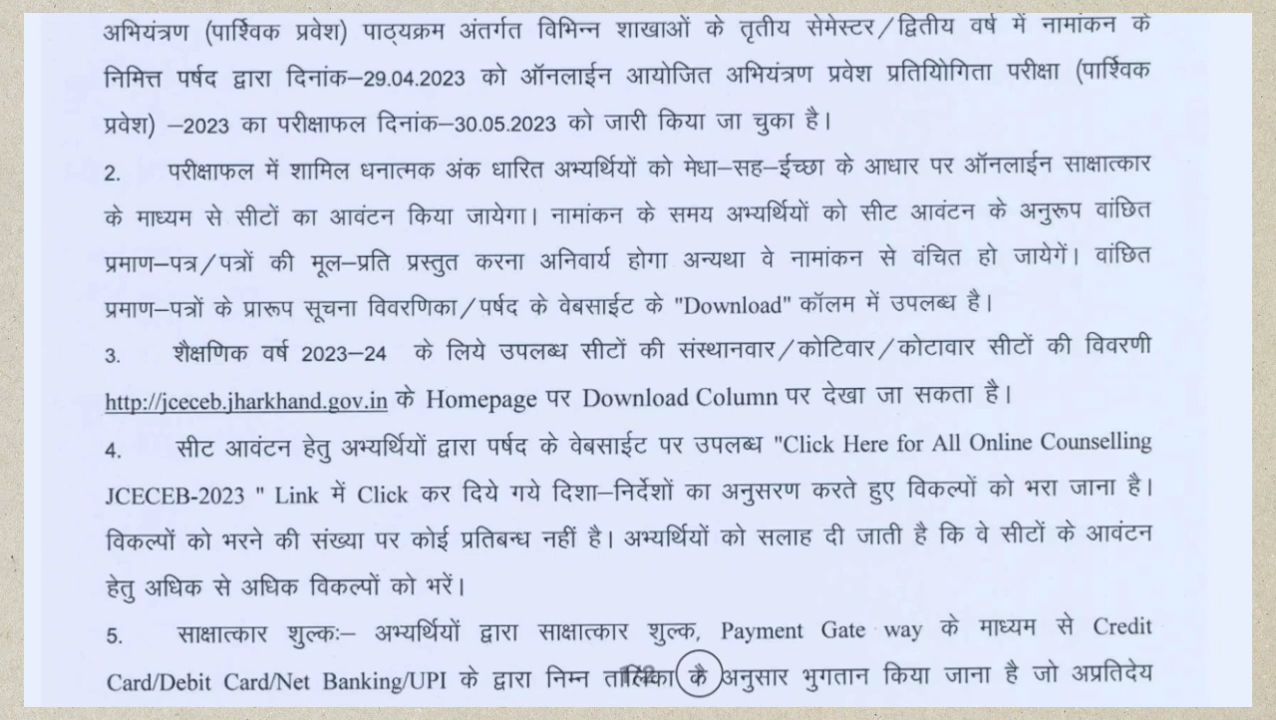 अभियंत्रण (पार्श्विक प्रवेश) पाठ्यक्रम अंतर्गत विभिन्न शाखाओं के तृतीय सेमेस्टर/द्वितीय वर्ष में नामांकन के
निमित्त पर्षद द्वारा दिनांक–29.04.2023 को ऑनलाईन आयोजित अभियंत्रण प्रवेश प्रतियोगिता परीक्षा (पार्श्विक
प्रवेश) –2023 का परीक्षाफल दिनांक–30.05.2023 को जारी किया जा चुका है।
2. परीक्षाफल में शामिल धनात्मक अंक धारित अभ्यर्थियों को मेधा–सह–ईच्छा के आधार पर ऑनलाईन साक्षात्कार
के माध्यम से सीटों का आवंटन किया जायेगा। नामांकन के समय अभ्यर्थियों को सीट आवंटन के अनुरूप वांछित
प्रमाण–पत्र/पत्रों की मूल–प्रति प्रस्तुत करना अनिवार्य होगा अन्यथा वे नामांकन से वंचित हो जायेगें। वांछित
प्रमाण–पत्रों के प्रारूप सूचना विवरणिका/पर्षद के वेबसाईट के "Download" कॉलम में उपलब्ध है।
3. शैक्षणिक वर्ष 2023–24 के लिये उपलब्ध सीटों की संस्थानवार/कोटिवार/कोटावार सीटों की विवरणी
http://jceceb.jharkhand.gov.in के Homepage पर Download Column पर देखा जा सकता है।
4. सीट आवंटन हेतु अभ्यर्थियों द्वारा पर्षद के वेबसाईट पर उपलब्ध "Click Here for All Online Counselling
JCECEB-2023 " Link में Click कर दिये गये दिशा–निर्देशों का अनुसरण करते हुए विकल्पों को भरा जाना है।
विकल्पों को भरने की संख्या पर कोई प्रतिबन्ध नहीं है। अभ्यर्थियों को सलाह दी जाती है कि वे सीटों के आवंटन
हेतु अधिक से अधिक विकल्पों को भरें।
5. साक्षात्कार शुल्कः– अभ्यर्थियों द्वारा साक्षात्कार शुल्क, Payment Gate way के माध्यम से Credit
Card/Debit Card/Net Banking/UPI के द्वारा निम्न तालिका के अनुसार भुगतान किया जाना है जो अप्रतिदेय